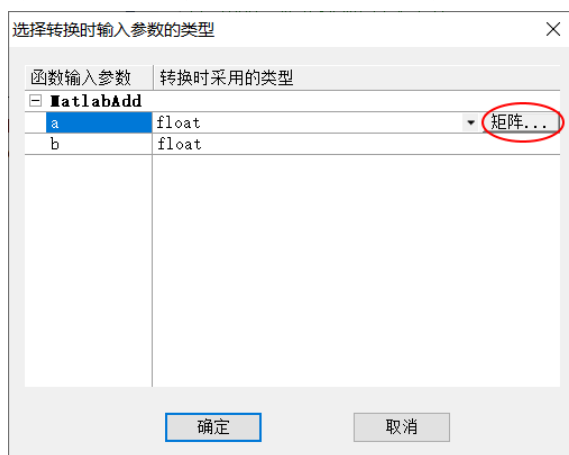 选择转换时输入参数的类型
函数输入参数 转换时采用的类型
MatlabAdd
a float 矩阵...
b float
确定 取消